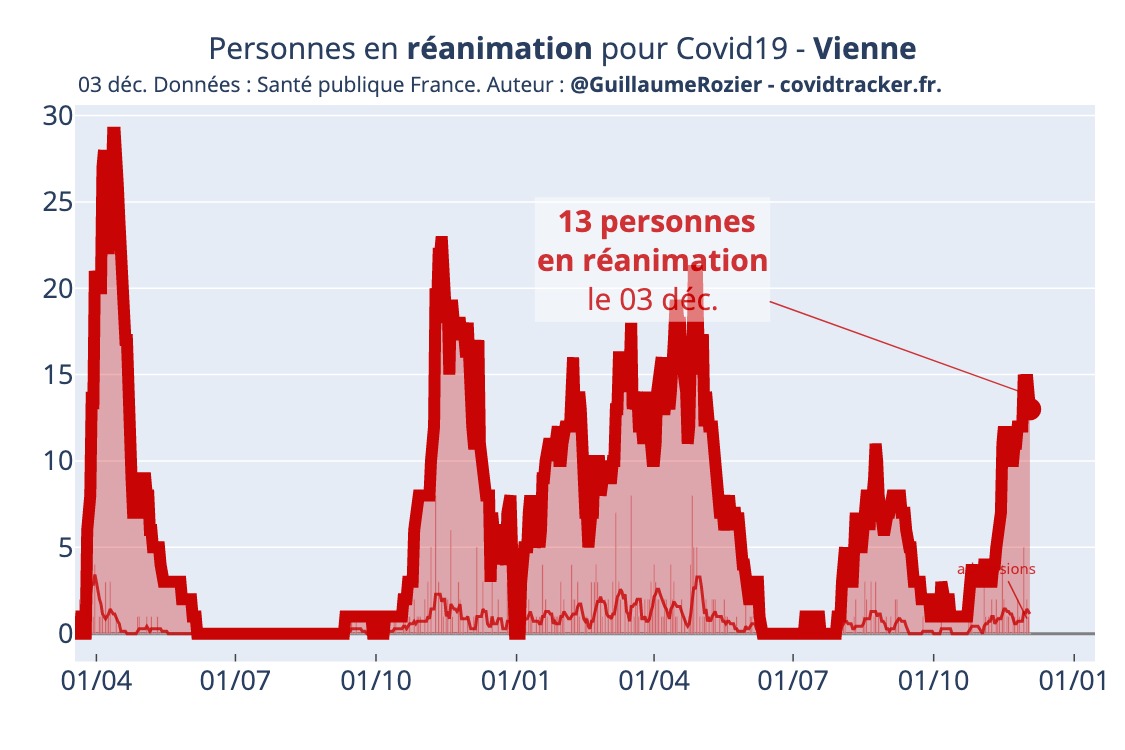 Personnes en réanimation pour Covid19 - Vienne
03 déc. Données : Santé publique France. Auteur : @GuillaumeRozier - covidtracker.fr.
30
25
20
15
10
5
0
13 personnes
en réanimation
le 03 déc.
admissions
01/04
01/07
01/10
01/01
01/04
01/07
01/10
01/01